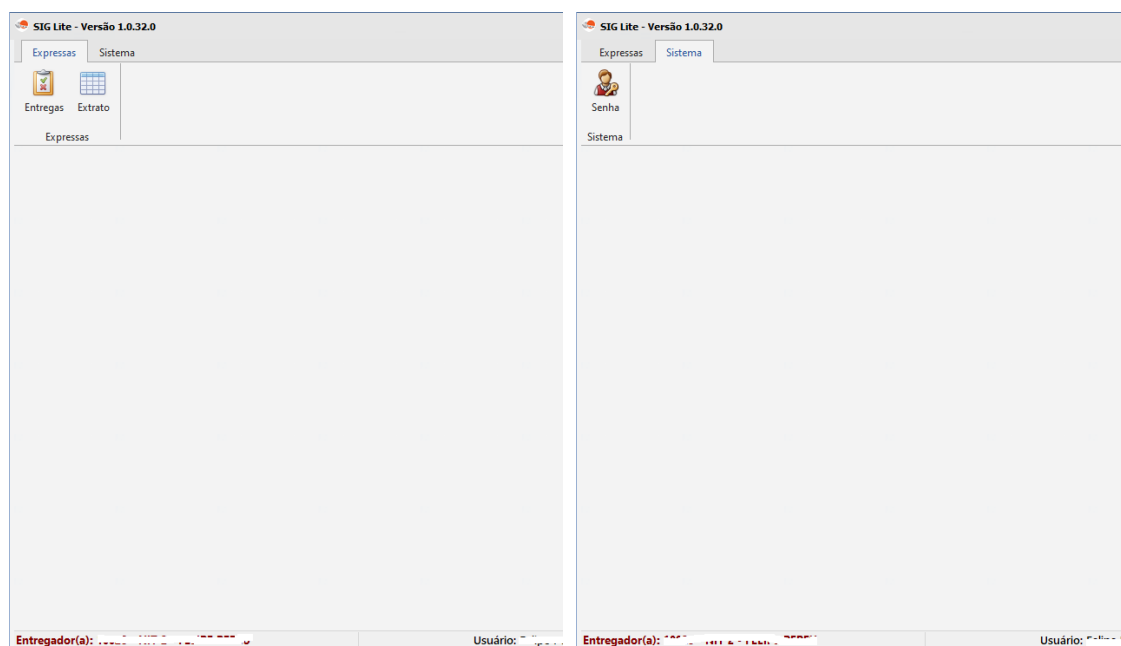 SIG Lite - Versão 1.0.32.0
Expressas Sistema
Entregas Extrato
Expressas
Entregador(a):
Usuário:
SIG Lite - Versão 1.0.32.0
Expressas Sistema
Senha
Sistema
Entregador(a):
Usuário: